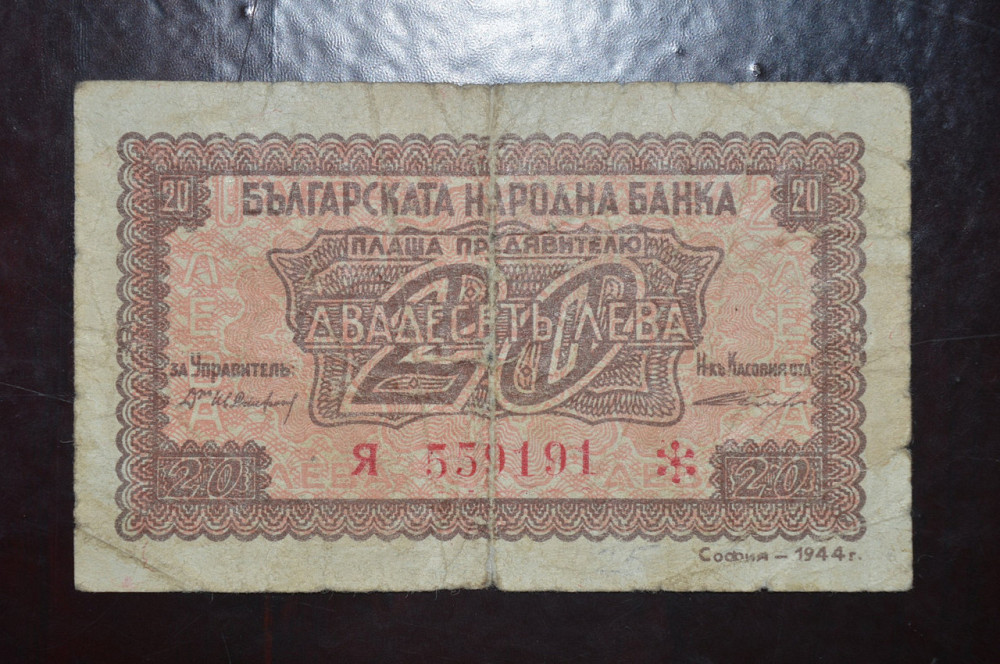 20 БЪЛГАРСКАТА НАРОДНА БАНКА 20
ПЛАЩА ПРЕДЯВИТЕЛЮ
20
ДВАДЕСЕТЬ ЛЕВА
за Управитель: Н-къ Касовия отд.
Я 559191 *
20 20
София – 1944 г.